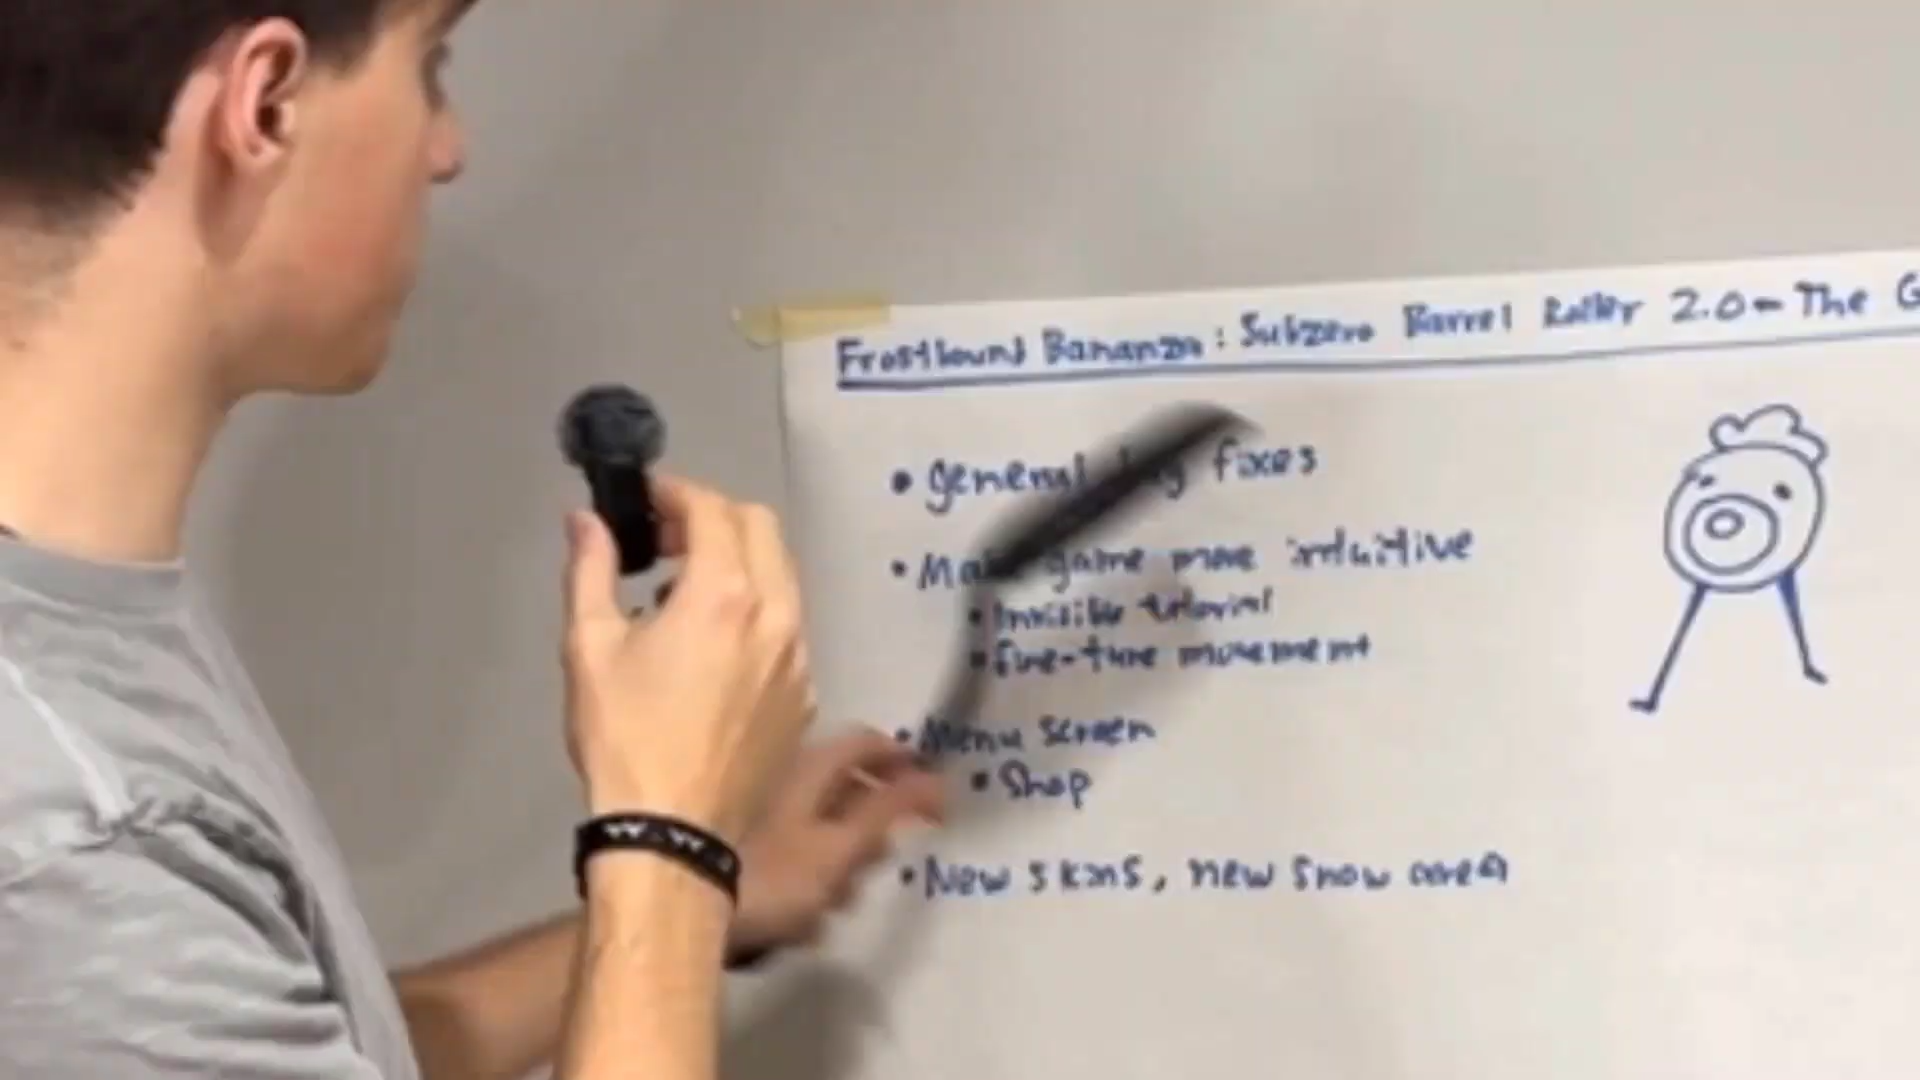 Frostbound Bananza: Subzero Barrel Roller 2.0 - The G
• general bug fixes
• Make game more intuitive
• Invisible tutorial
• fine-tune movement
• Menu screen
• Shop
• New skins, new snow area